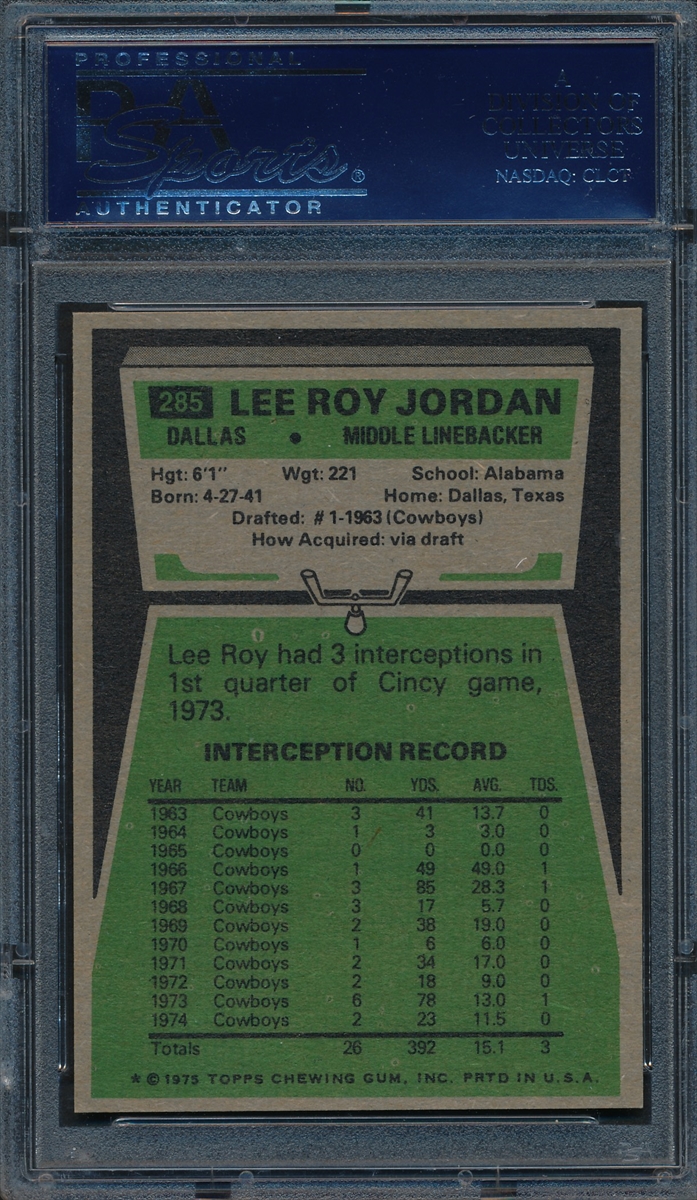 PROFESSIONAL
PSA
Sports®
AUTHENTICATOR
A
DIVISION OF
COLLECTORS
UNIVERSE
NASDAQ: CLCT
285 LEE ROY JORDAN
DALLAS • MIDDLE LINEBACKER
Hgt: 6'1" Wgt: 221 School: Alabama
Born: 4-27-41 Home: Dallas, Texas
Drafted: #1-1963 (Cowboys)
How Acquired: via draft
Lee Roy had 3 interceptions in
1st quarter of Cincy game,
1973.
INTERCEPTION RECORD
YEAR TEAM NO. YDS. AVG. TDS.
1963 Cowboys 3 41 13.7 0
1964 Cowboys 1 3 3.0 0
1965 Cowboys 0 0 0.0 0
1966 Cowboys 1 49 49.0 1
1967 Cowboys 3 85 28.3 1
1968 Cowboys 3 17 5.7 0
1969 Cowboys 2 38 19.0 0
1970 Cowboys 1 6 6.0 0
1971 Cowboys 2 34 17.0 0
1972 Cowboys 2 18 9.0 0
1973 Cowboys 6 78 13.0 1
1974 Cowboys 2 23 11.5 0
Totals 26 392 15.1 3
* © 1975 TOPPS CHEWING GUM, INC. PRTD IN U.S.A.